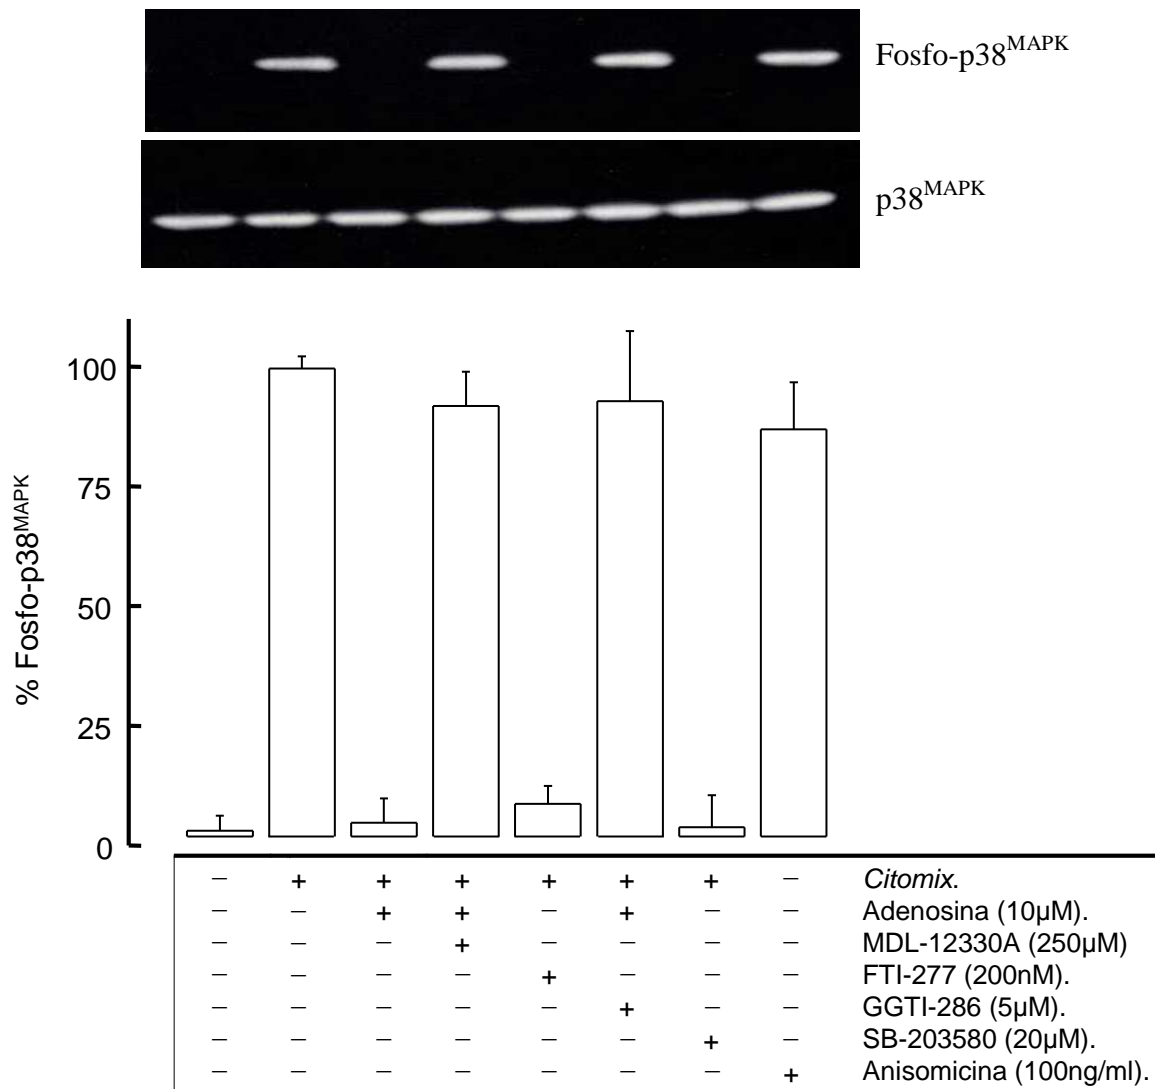 Fosfo-p38MAPK
p38MAPK
100
75
50
25
0
% Fosfo-p38MAPK
– + + + + + + – Citomix.
– – + + – + – – Adenosina (10µM).
– – – + – – – – MDL-12330A (250µM)
– – – – + – – – FTI-277 (200nM).
– – – – – + – – GGTI-286 (5µM).
– – – – – – + – SB-203580 (20µM).
– – – – – – – + Anisomicina (100ng/ml).